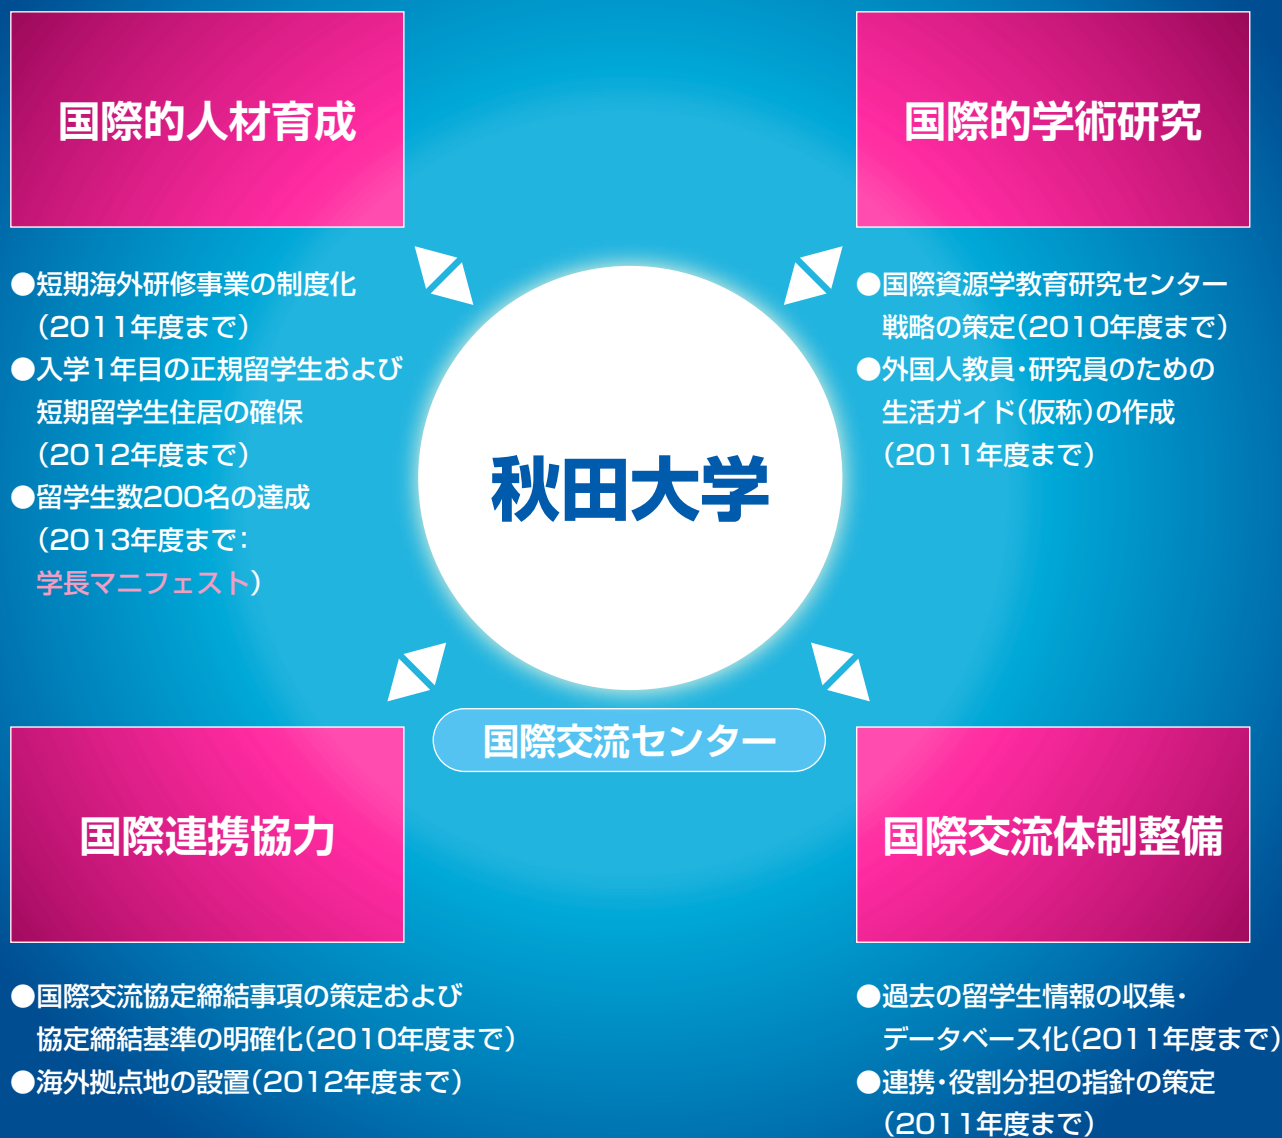 国際的人材育成
●短期海外研修事業の制度化
（2011年度まで）
●入学1年目の正規留学生および
短期留学生住居の確保
（2012年度まで）
●留学生数200名の達成
（2013年度まで：
学長マニフェスト）
国際的学術研究
●国際資源学教育研究センター
戦略の策定（2010年度まで）
●外国人教員・研究員のための
生活ガイド（仮称）の作成
（2011年度まで）
秋田大学
国際交流センター
国際連携協力
●国際交流協定締結事項の策定および
協定締結基準の明確化（2010年度まで）
●海外拠点地の設置（2012年度まで）
国際交流体制整備
●過去の留学生情報の収集・
データベース化（2011年度まで）
●連携・役割分担の指針の策定
（2011年度まで）